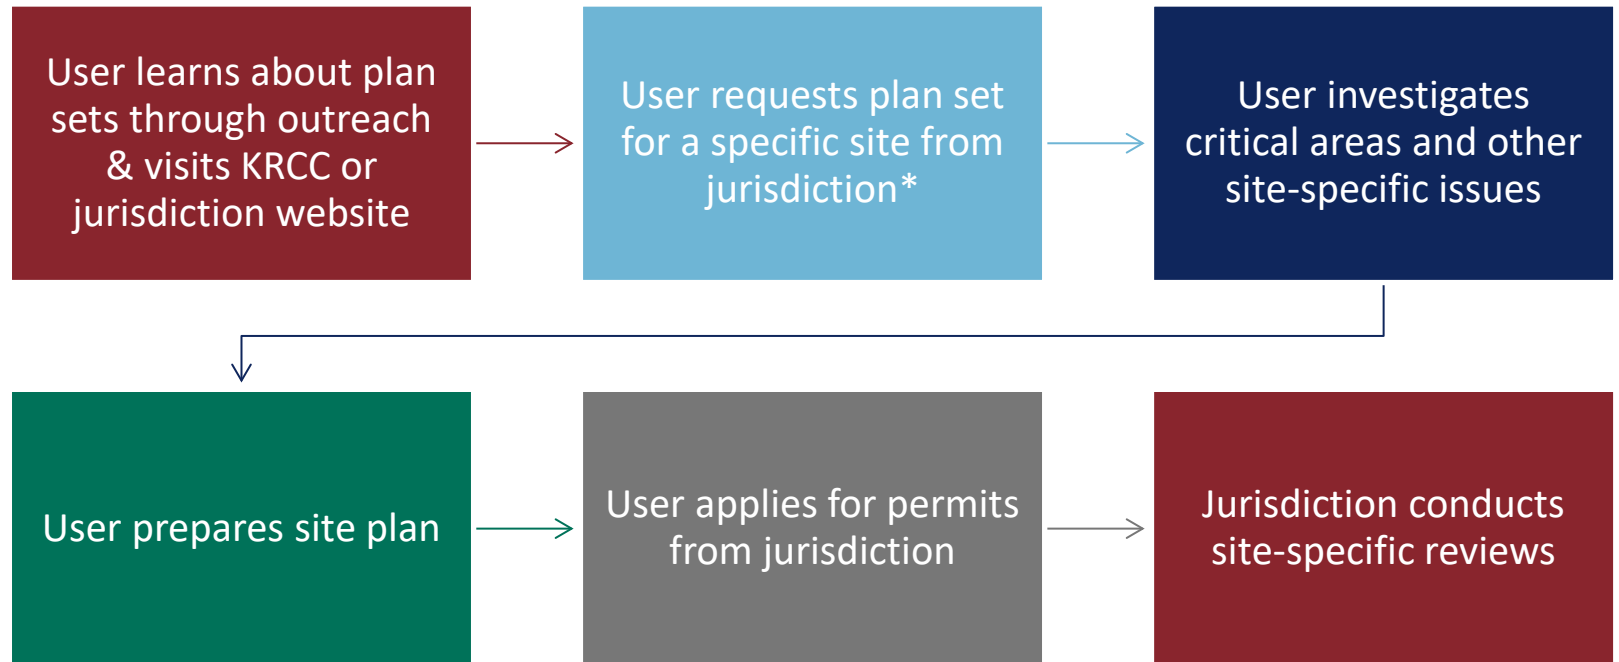 User learns about plan
sets through outreach
& visits KRCC or
jurisdiction website
User requests plan set
for a specific site from
jurisdiction*
User investigates
critical areas and other
site-specific issues
User prepares site plan
User applies for permits
from jurisdiction
Jurisdiction conducts
site-specific reviews